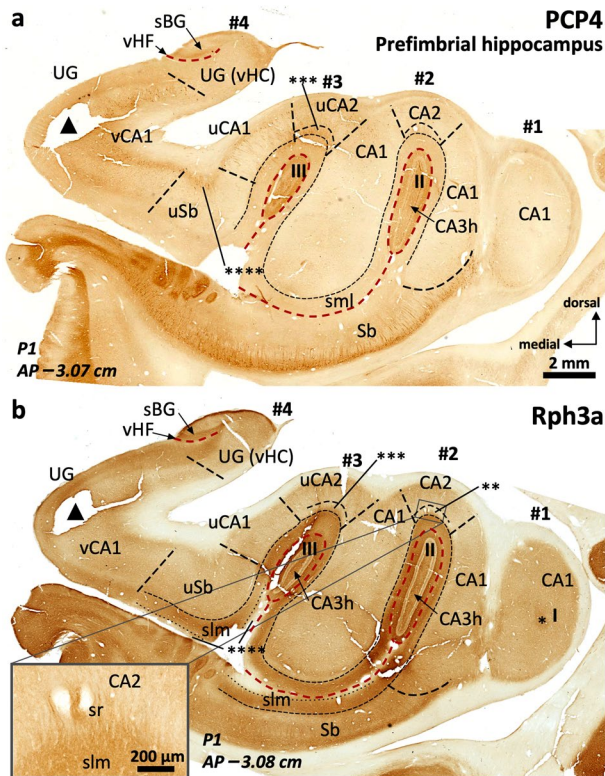 a
PCP4
Prefimbrial hippocampus
sBG
#4
vHF
UG
UG (vHC)
***
#3
#2
uCA2
CA2
#1
vCA1
uCA1
CA1
III
II
CA1
CA1
uSb
CA3h
****
sml
Sb
dorsal
medial
2 mm
P1
AP −3.07 cm
b
Rph3a
sBG
#4
vHF
UG (vHC)
#2
***
UG
#3
uCA2
CA2
**
#1
uCA1
CA1
vCA1
III
II
CA1
CA1
uSb
CA3h
CA3h
* I
slm
****
slm
Sb
CA2
sr
slm
200 µm
P1
AP −3.08 cm